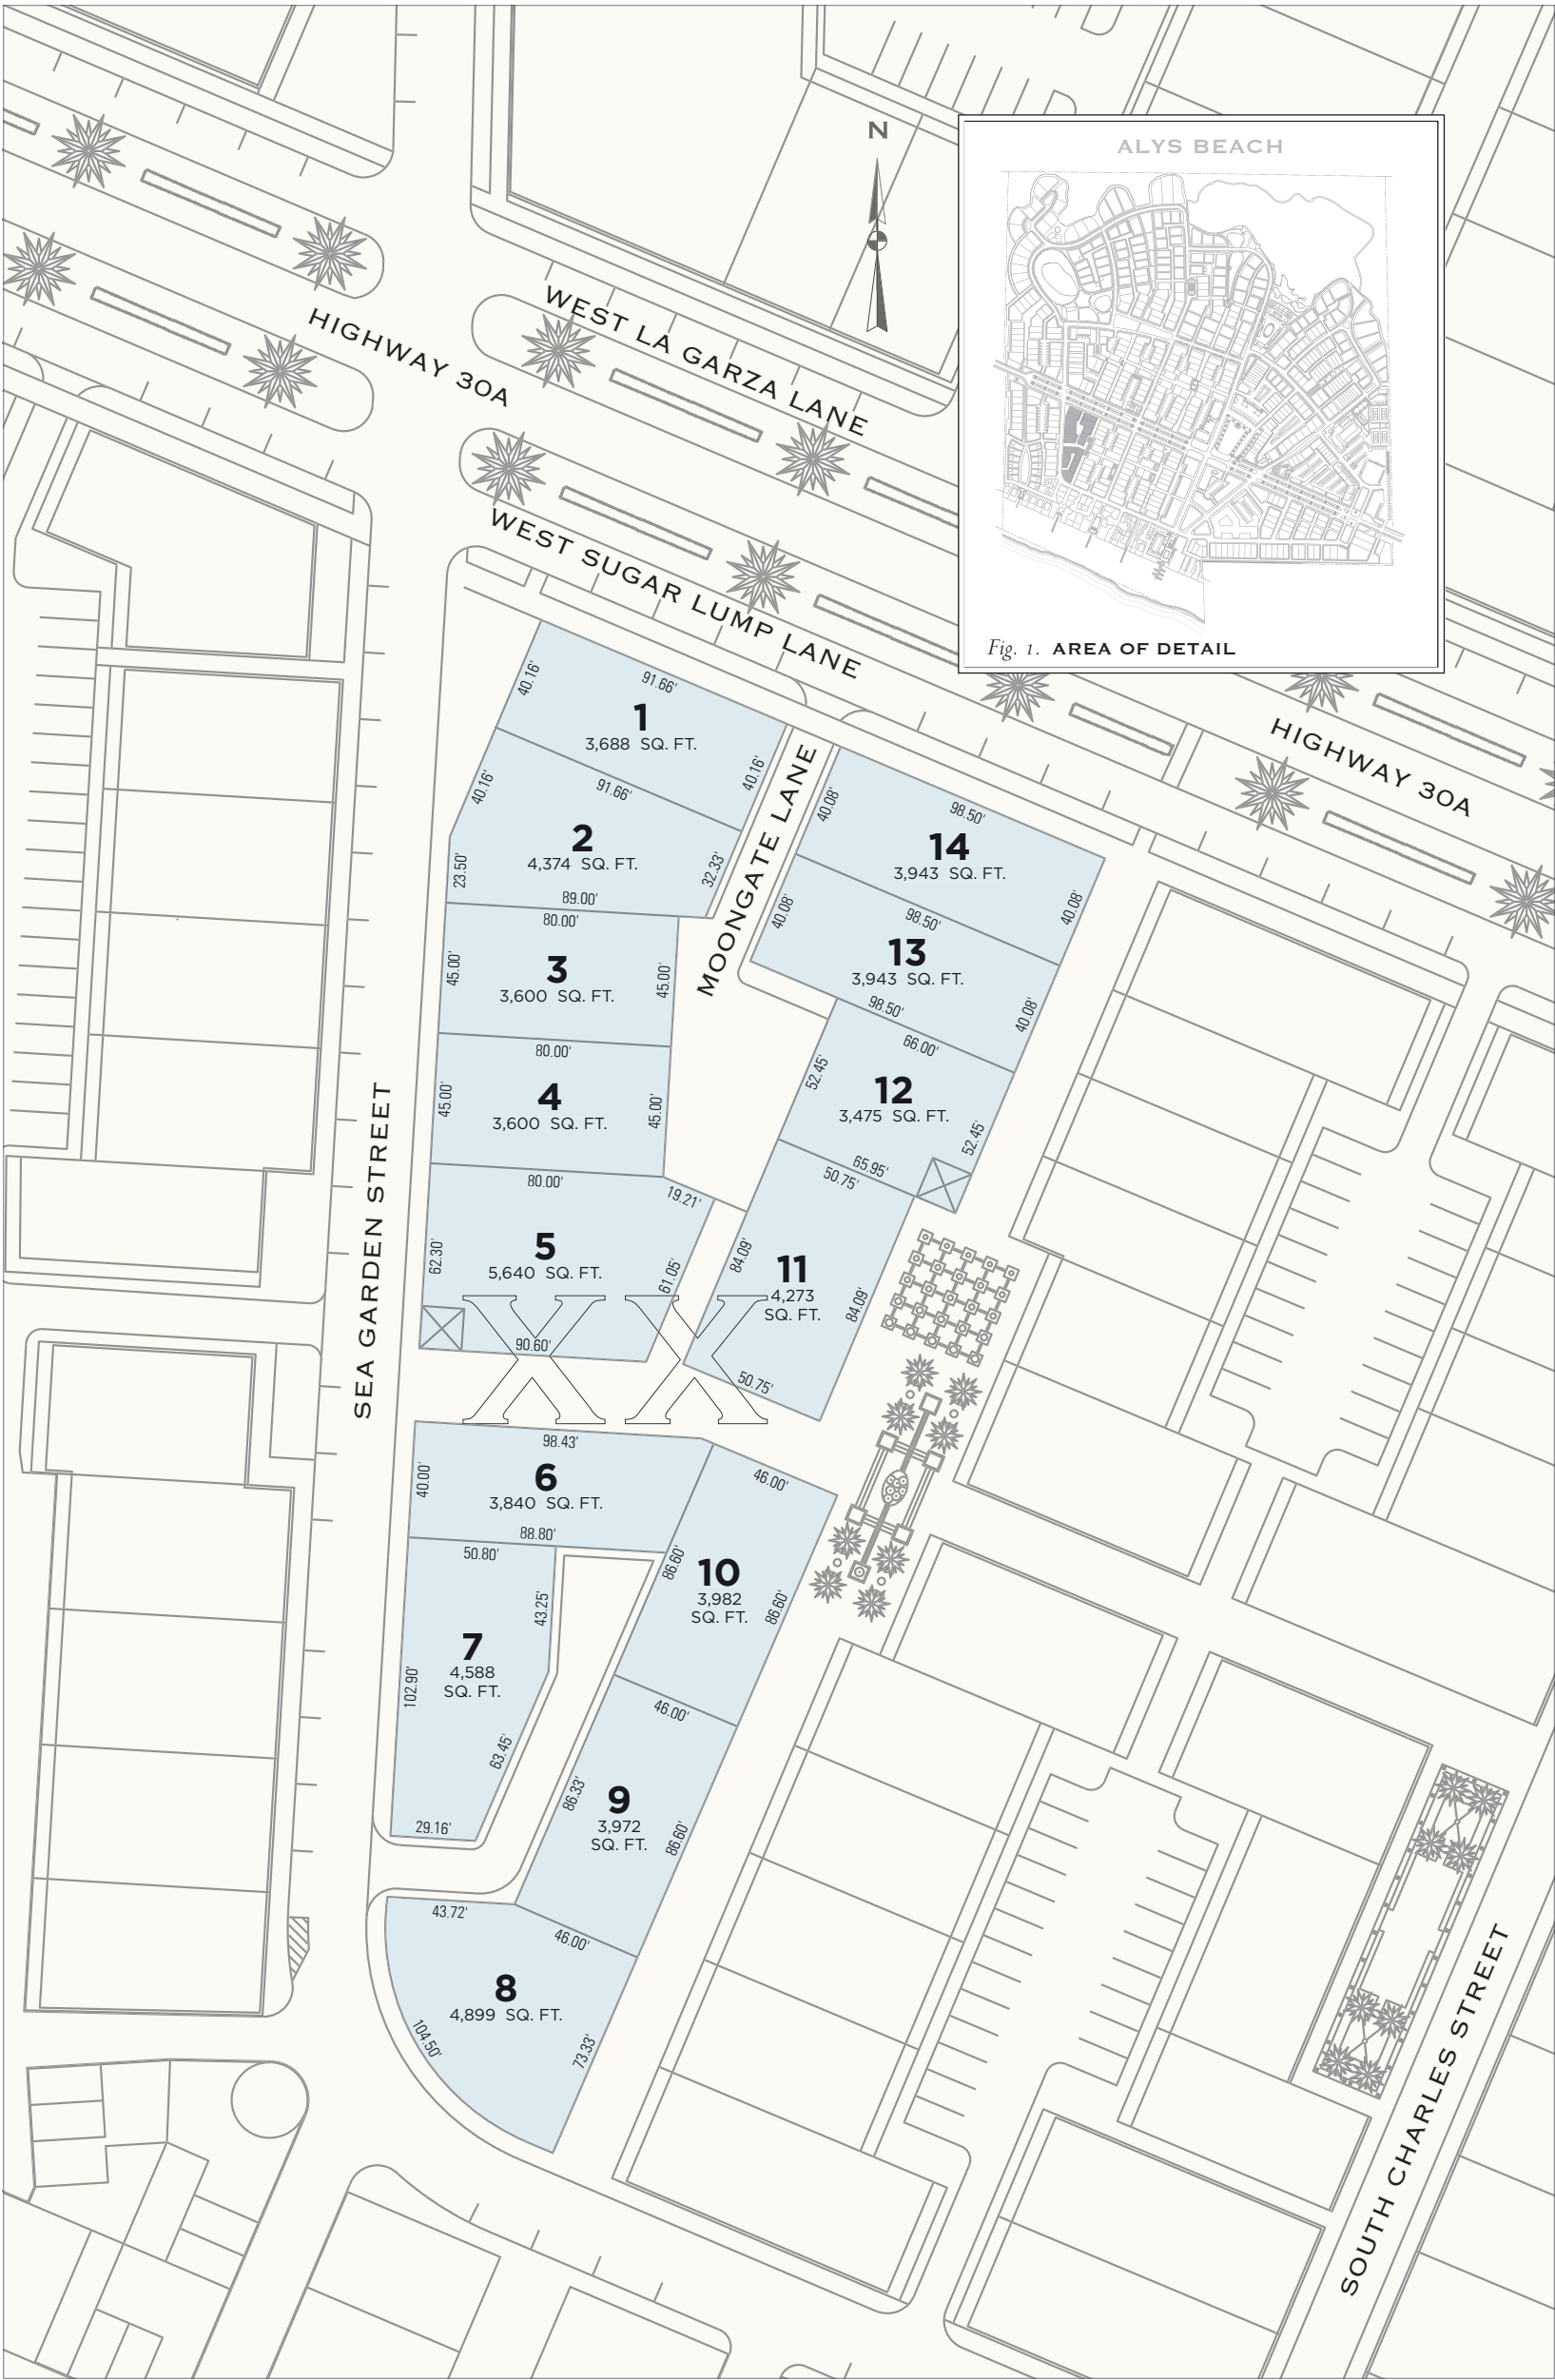 N
ALYS BEACH
Fig. 1. AREA OF DETAIL
WEST LA GARZA LANE
HIGHWAY 30A
WEST SUGAR LUMP LANE
HIGHWAY 30A
MOONGATE LANE
SEA GARDEN STREET
SOUTH CHARLES STREET
XX
40.16'
91.66'
1
3,688 SQ. FT.
40.16'
40.16'
91.66'
2
4,374 SQ. FT.
23.50'
32.33'
89.00'
80.00'
45.00'
3
3,600 SQ. FT.
45.00'
80.00'
45.00'
4
3,600 SQ. FT.
45.00'
80.00'
19.21'
62.30'
5
5,640 SQ. FT.
61.05'
90.60'
98.43'
40.00'
6
3,840 SQ. FT.
88.80'
50.80'
43.25'
7
4,588
SQ. FT.
102.90'
63.45'
29.16'
43.72'
46.00'
8
4,899 SQ. FT.
104.50'
73.33'
46.00'
86.33'
9
3,972
SQ. FT.
86.60'
46.00'
86.60'
10
3,982
SQ. FT.
86.60'
50.75'
84.09'
11
4,273
SQ. FT.
84.09'
50.75'
66.00'
52.45'
12
3,475 SQ. FT.
52.45'
65.95'
98.50'
40.08'
13
3,943 SQ. FT.
40.08'
98.50'
98.50'
40.08'
14
3,943 SQ. FT.
40.08'